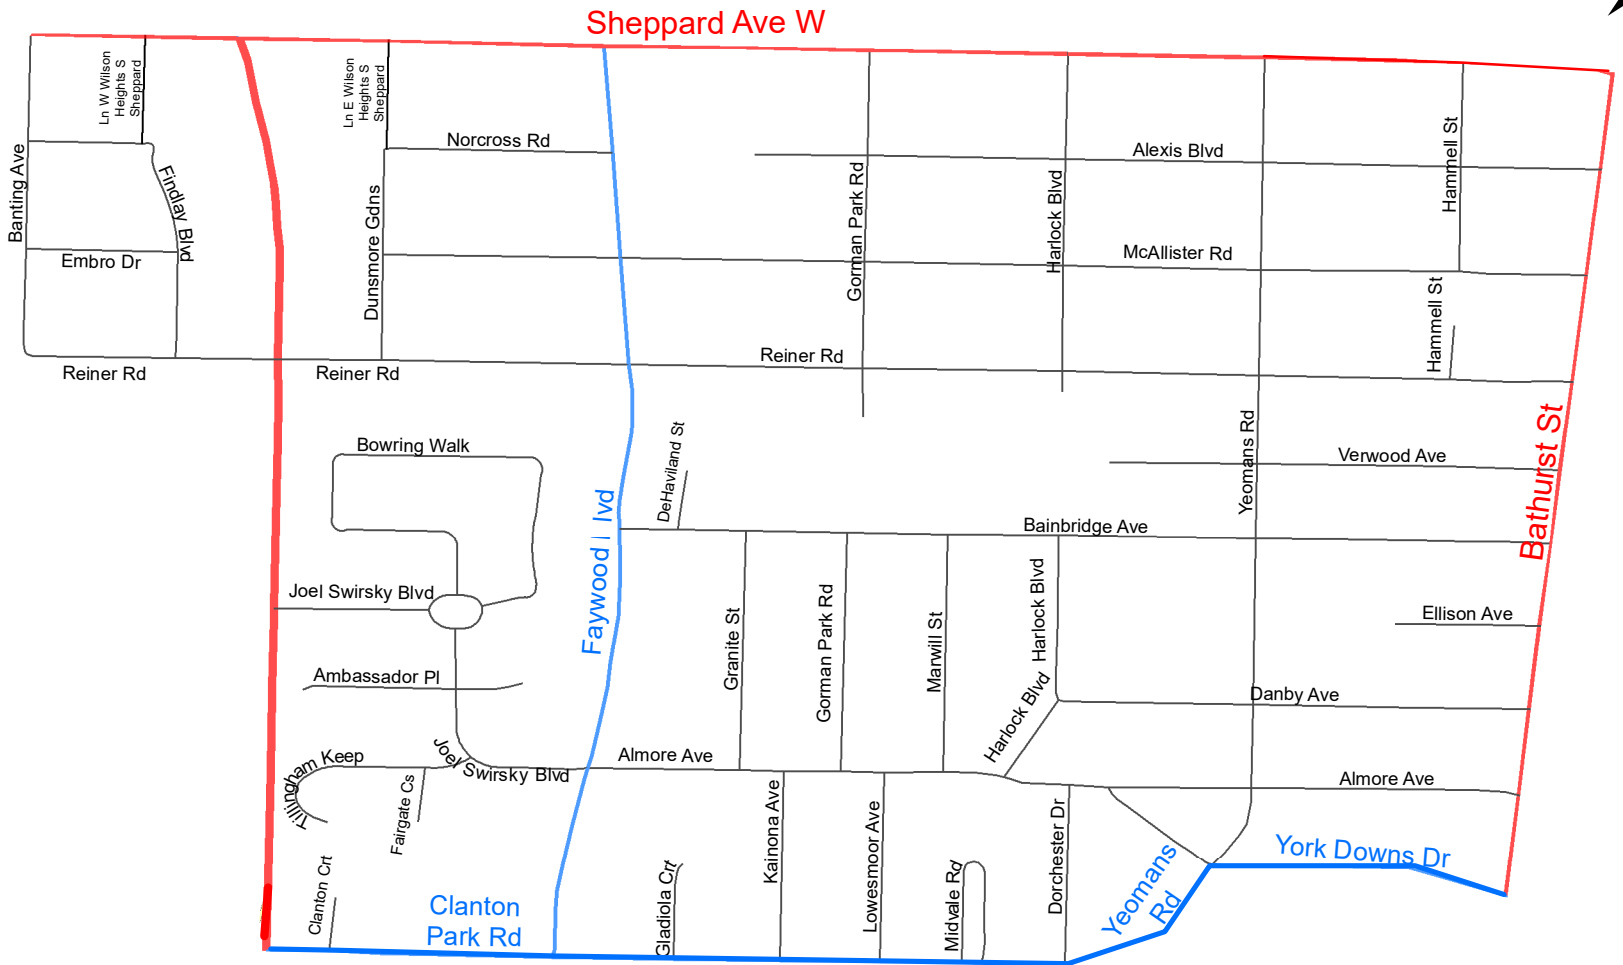 Sheppard Ave W
Ln W Wilson
Heights S
Sheppard
Ln E Wilson
Heights S
Sheppard
Norcross Rd
Alexis Blvd
Hammell St
Banting Ave
Findlay Blvd
Dunsmore Gdns
Gorman Park Rd
Harlock Blvd
Embro Dr
McAllister Rd
Hammell St
Reiner Rd
Reiner Rd
Reiner Rd
Bowring Walk
DeHaviland St
Yeomans Rd
Verwood Ave
Bathurst St
Faywood lvd
Bainbridge Ave
Joel Swirsky Blvd
Granite St
Gorman Park Rd
Marwill St
Harlock Blvd
Ellison Ave
Ambassador Pl
Harlock Blvd
Danby Ave
Tillingham Keep
Joel Swirsky Blvd
Almore Ave
Almore Ave
Fairgate Cs
Kainona Ave
Lowesmoor Ave
Dorchester Dr
York Downs Dr
Clanton Crt
Clanton
Park Rd
Gladiola Crt
Midvale Rd
Yeomans
Rd